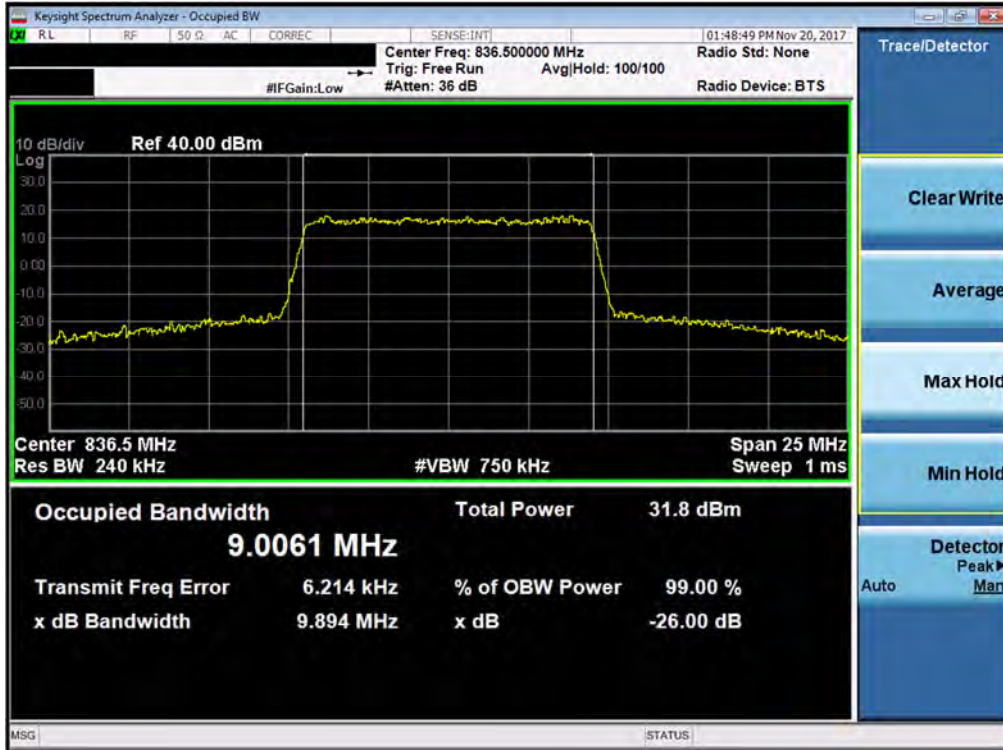 Keysight Spectrum Analyzer - Occupied BW
LXI RL RF 50 Ω AC CORREC SENSE:INT 01:48:49 PM Nov 20, 2017
Center Freq: 836.500000 MHz Radio Std: None
Trig: Free Run Avg|Hold: 100/100
#IFGain:Low #Atten: 36 dB Radio Device: BTS
Trace/Detector
10 dB/div Ref 40.00 dBm
Log
30.0
20.0
10.0
0.00
-10.0
-20.0
-30.0
-40.0
-50.0
Center 836.5 MHz Span 25 MHz
Res BW 240 kHz #VBW 750 kHz Sweep 1 ms
Occupied Bandwidth Total Power 31.8 dBm
9.0061 MHz
Transmit Freq Error 6.214 kHz % of OBW Power 99.00 %
x dB Bandwidth 9.894 MHz x dB -26.00 dB
Clear Write
Average
Max Hold
Min Hold
Detector
Peak▶
Auto Man
MSG STATUS